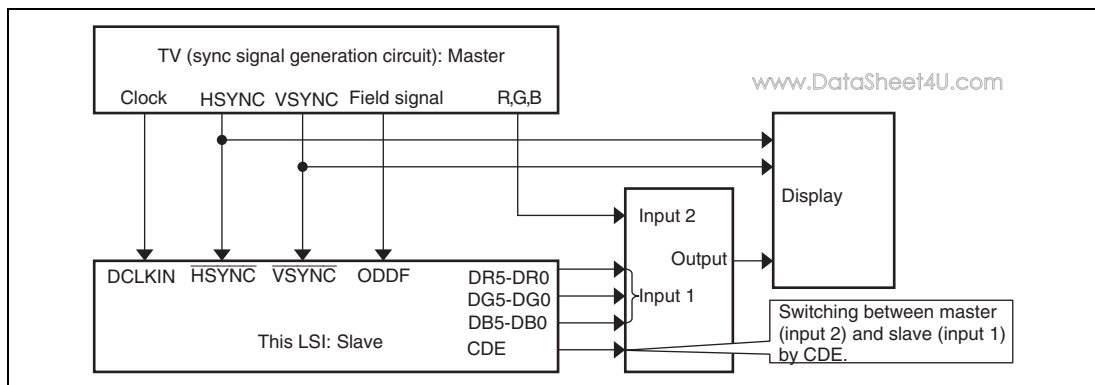 TV (sync signal generation circuit): Master
www.DataSheet4U.com
Clock HSYNC VSYNC Field signal R,G,B
Display
Input 2
Output
DCLKIN HSYNC VSYNC ODDF
DR5-DR0
DG5-DG0
Input 1
DB5-DB0
This LSI: Slave
CDE
Switching between master
(input 2) and slave (input 1)
by CDE.